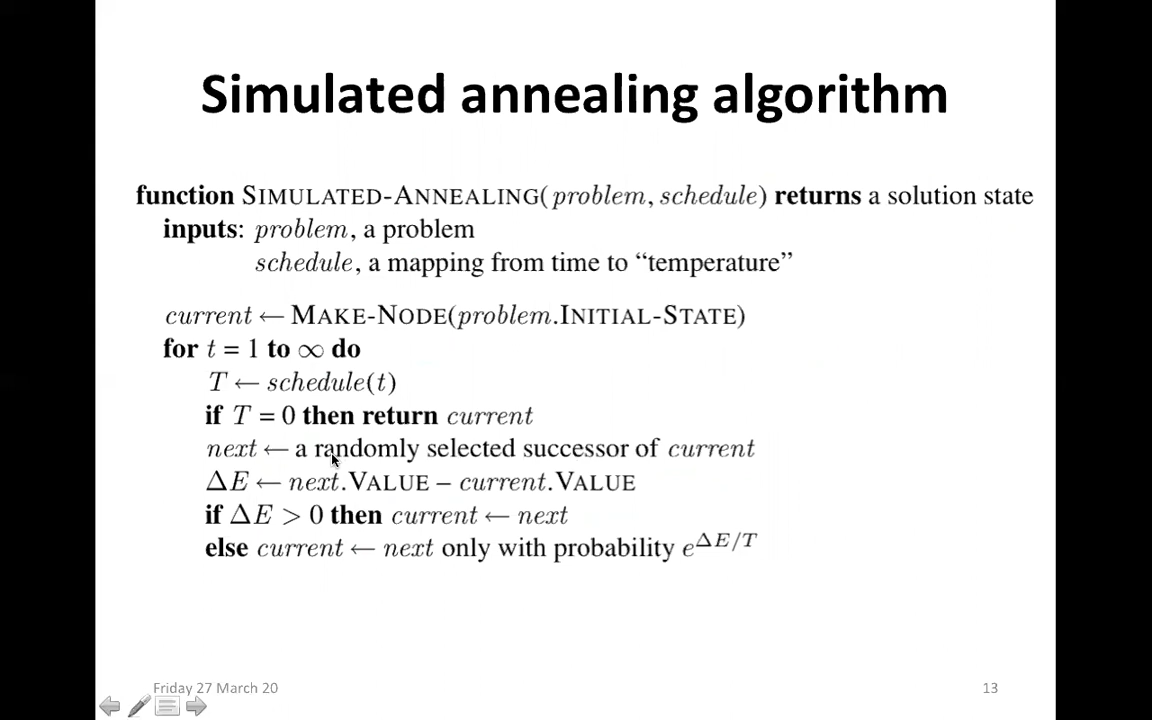 Simulated annealing algorithm
function SIMULATED-ANNEALING(problem, schedule) returns a solution state
inputs: problem, a problem
schedule, a mapping from time to “temperature”
current ← MAKE-NODE(problem.INITIAL-STATE)
for t = 1 to ∞ do
T ← schedule(t)
if T = 0 then return current
next ← a randomly selected successor of current
ΔE ← next.VALUE – current.VALUE
if ΔE > 0 then current ← next
else current ← next only with probability e^ΔE/T
Friday 27 March 20
13